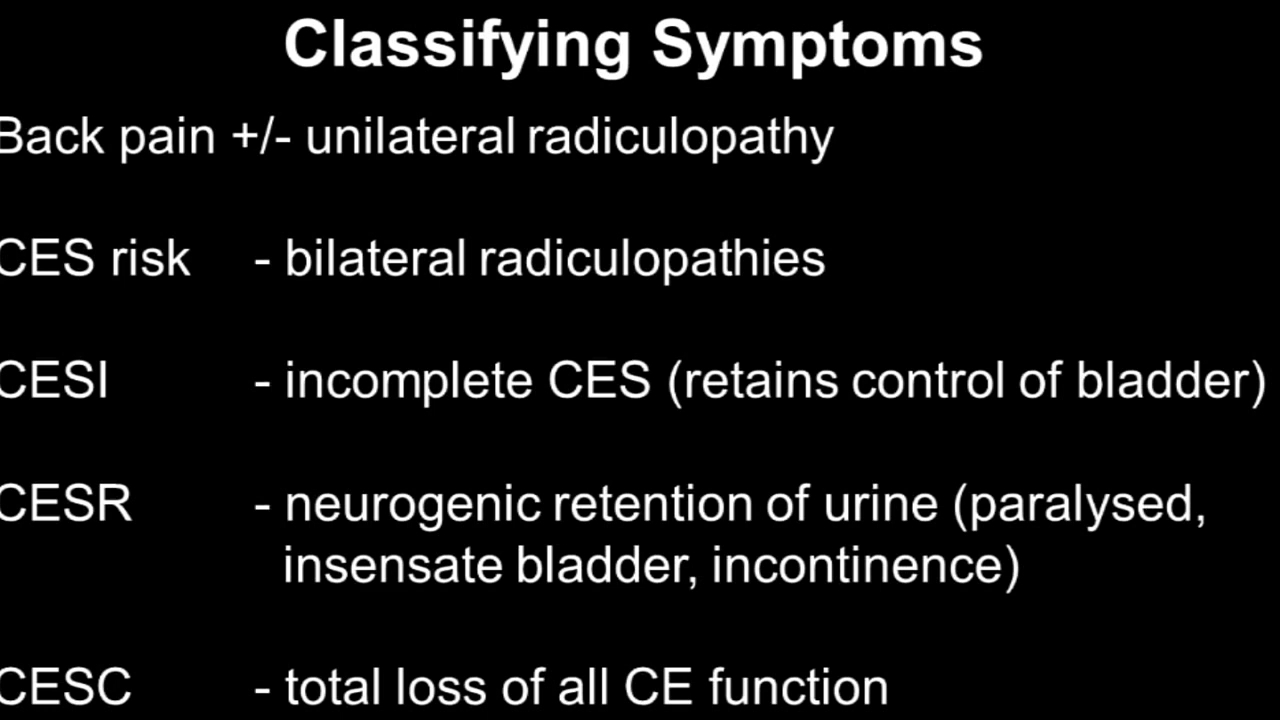 Classifying Symptoms
Back pain +/- unilateral radiculopathy
CES risk - bilateral radiculopathies
CESI - incomplete CES (retains control of bladder)
CESR - neurogenic retention of urine (paralysed,
insensate bladder, incontinence)
CESC - total loss of all CE function